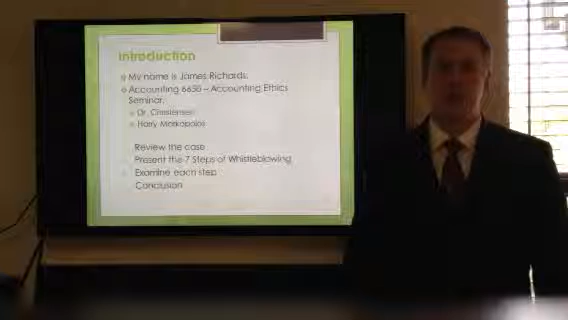 Introduction
My name is James Richards.
Accounting 6650 – Accounting Ethics
Seminar.
Dr. Christensen
Harry Markopolos
Review the case
Present the 7 Steps of Whistleblowing
Examine each step
Conclusion